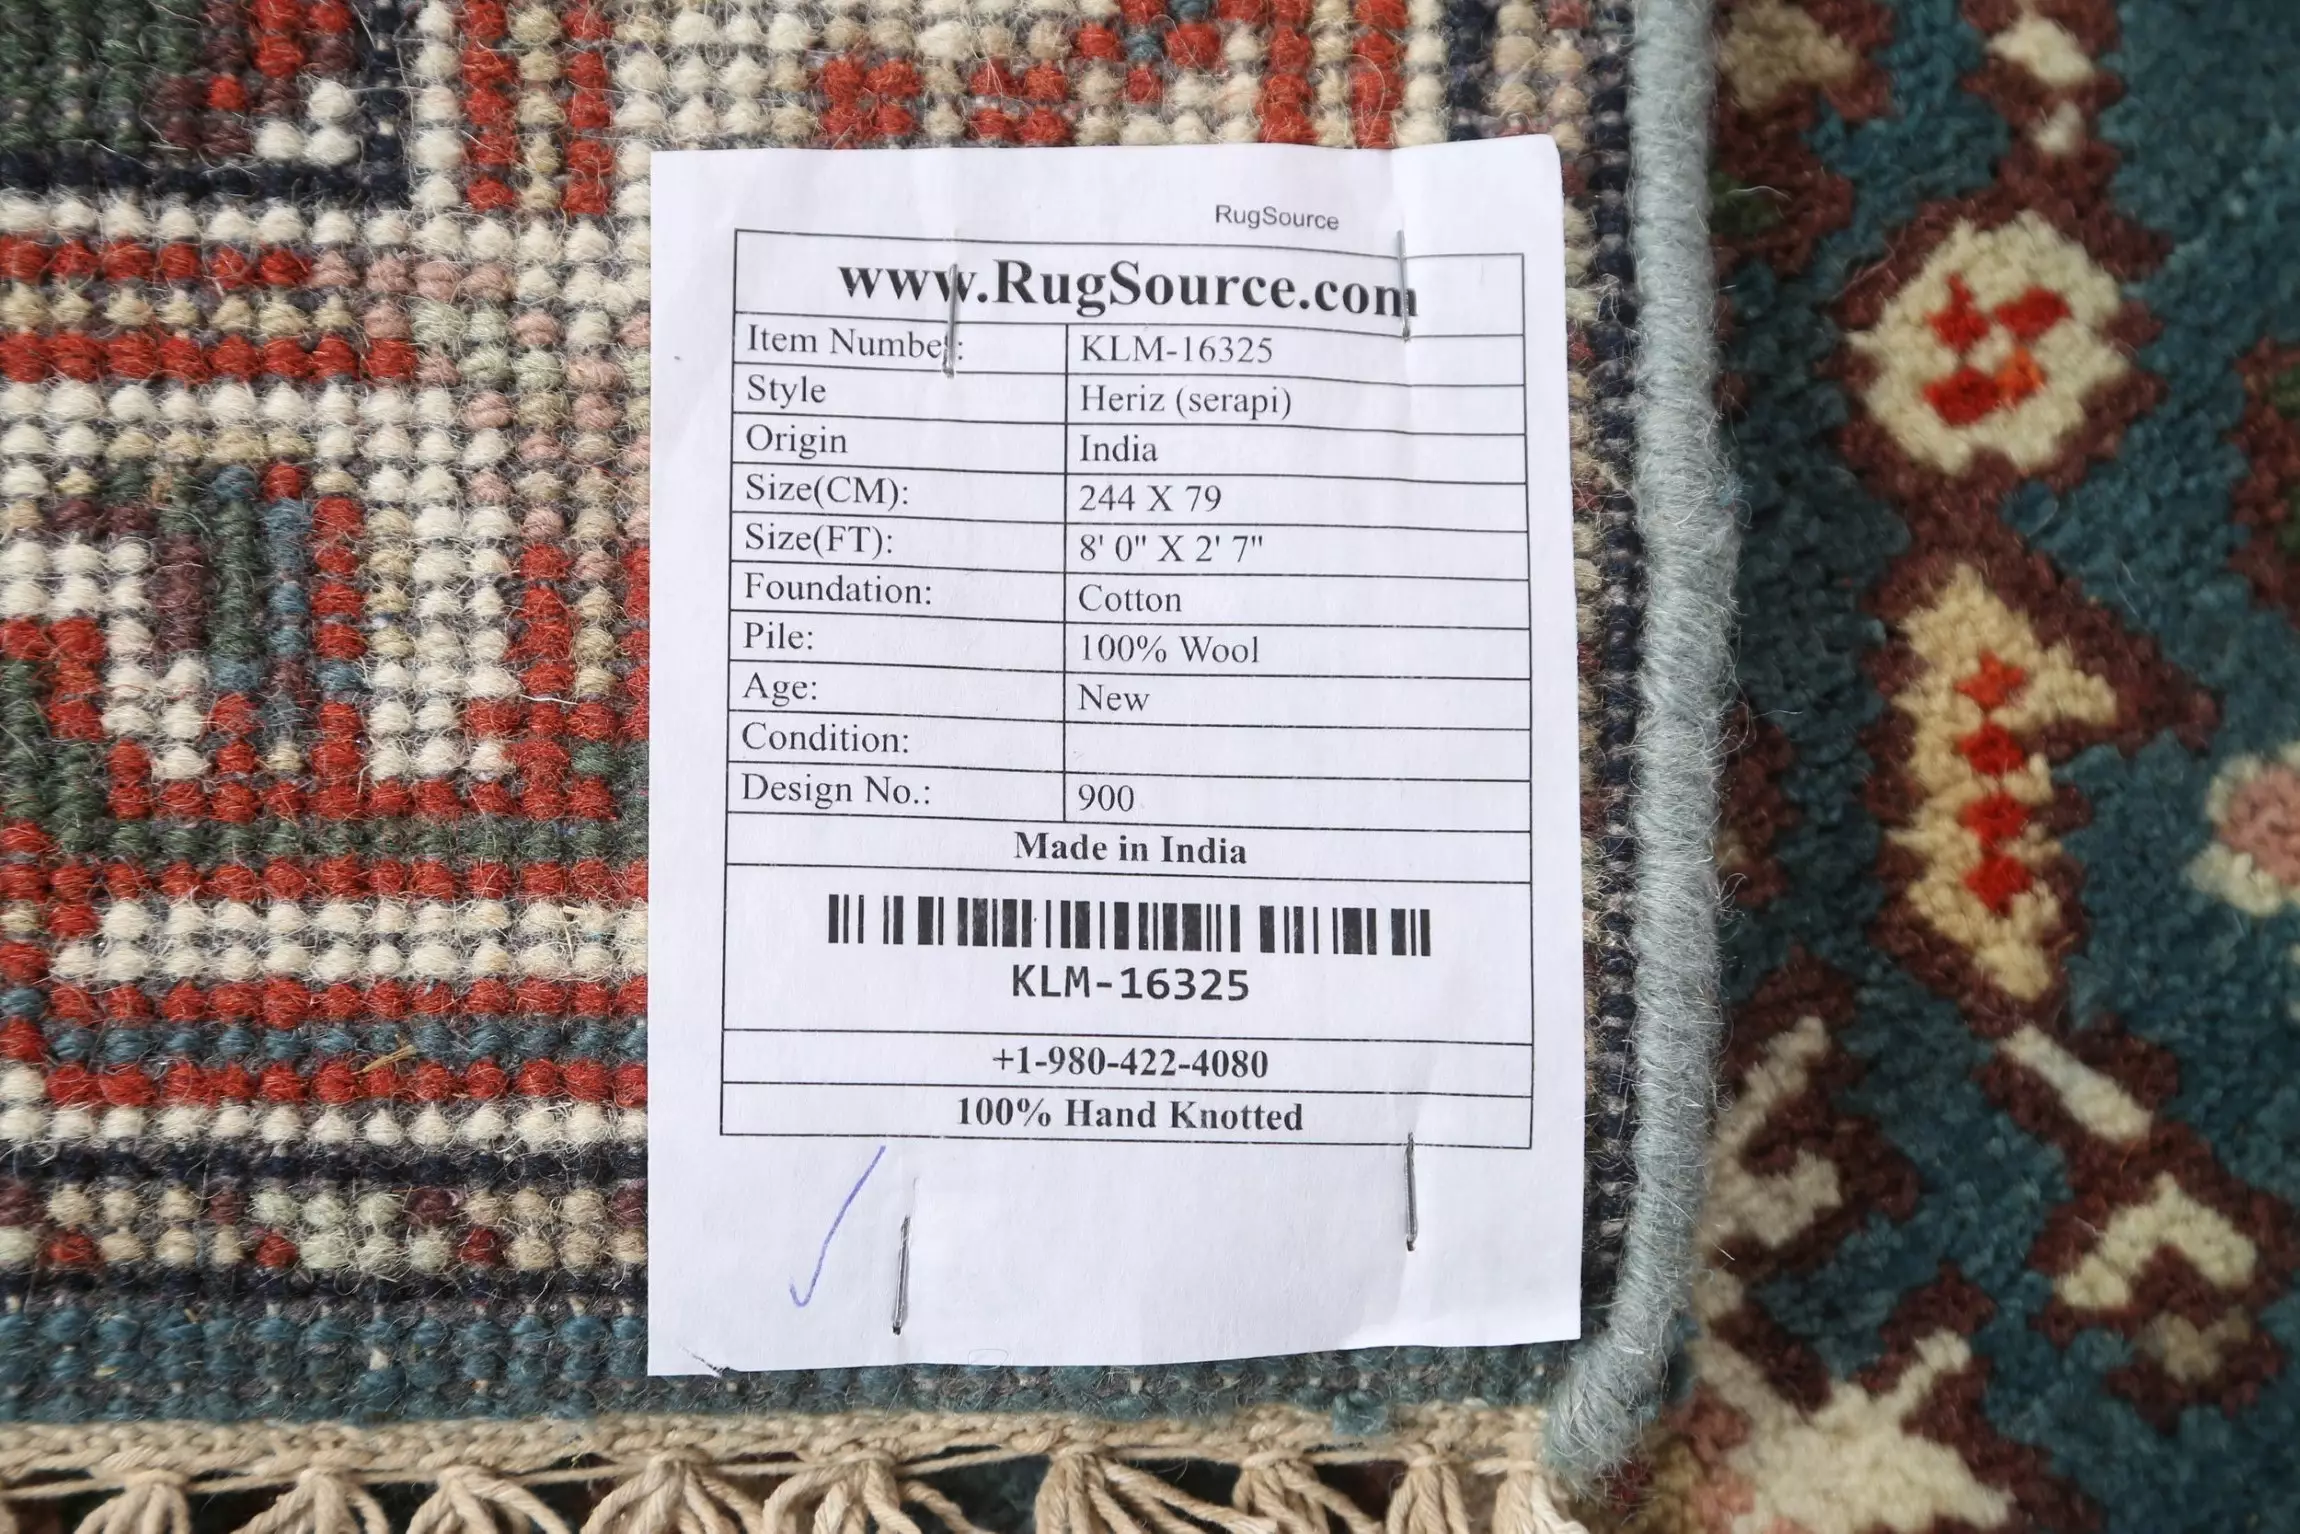 RugSource
www.RugSource.com
Item Number: KLM-16325
Style Heriz (serapi)
Origin India
Size(CM): 244 X 79
Size(FT): 8' 0" X 2' 7"
Foundation: Cotton
Pile: 100% Wool
Age: New
Condition:
Design No.: 900
Made in India
KLM-16325
+1-980-422-4080
100% Hand Knotted